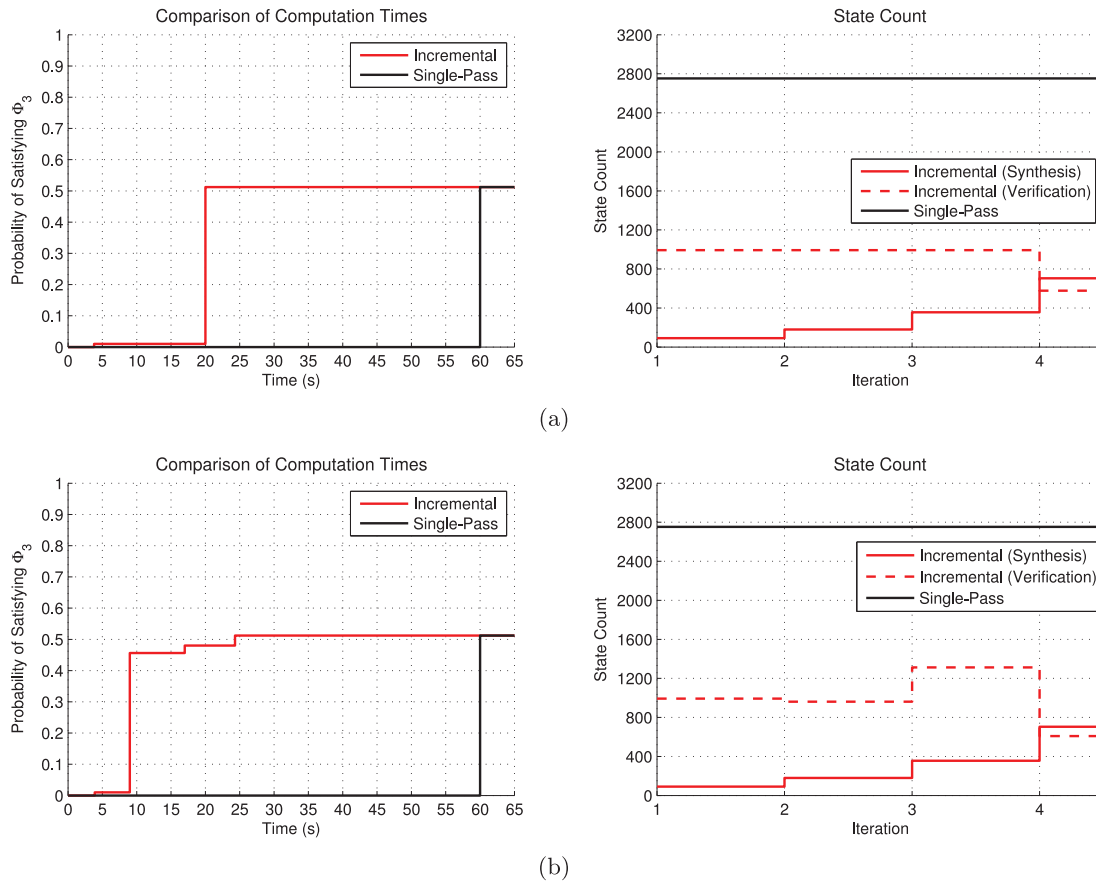 Comparison of Computation Times
1
0.9
0.8
0.7
0.6
0.5
0.4
0.3
0.2
0.1
0
Probability of Satisfying Φ3
Incremental
Single-Pass
0 5 10 15 20 25 30 35 40 45 50 55 60 65
Time (s)
State Count
3200
2800
2400
2000
1600
1200
800
400
0
State Count
Incremental (Synthesis)
Incremental (Verification)
Single-Pass
1 2 3 4
Iteration
(a)
Comparison of Computation Times
1
0.9
0.8
0.7
0.6
0.5
0.4
0.3
0.2
0.1
0
Probability of Satisfying Φ3
Incremental
Single-Pass
0 5 10 15 20 25 30 35 40 45 50 55 60 65
Time (s)
State Count
3200
2800
2400
2000
1600
1200
800
400
0
State Count
Incremental (Synthesis)
Incremental (Verification)
Single-Pass
1 2 3 4
Iteration
(b)